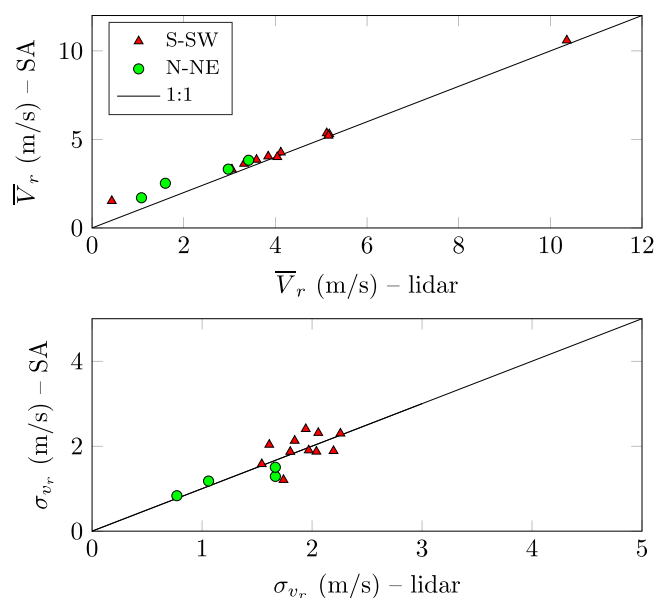 10
5
0
V̅r (m/s) – SA
S-SW
N-NE
1:1
0 2 4 6 8 10 12
V̅r (m/s) – lidar
4
2
0
σvr (m/s) – SA
0 1 2 3 4 5
σvr (m/s) – lidar